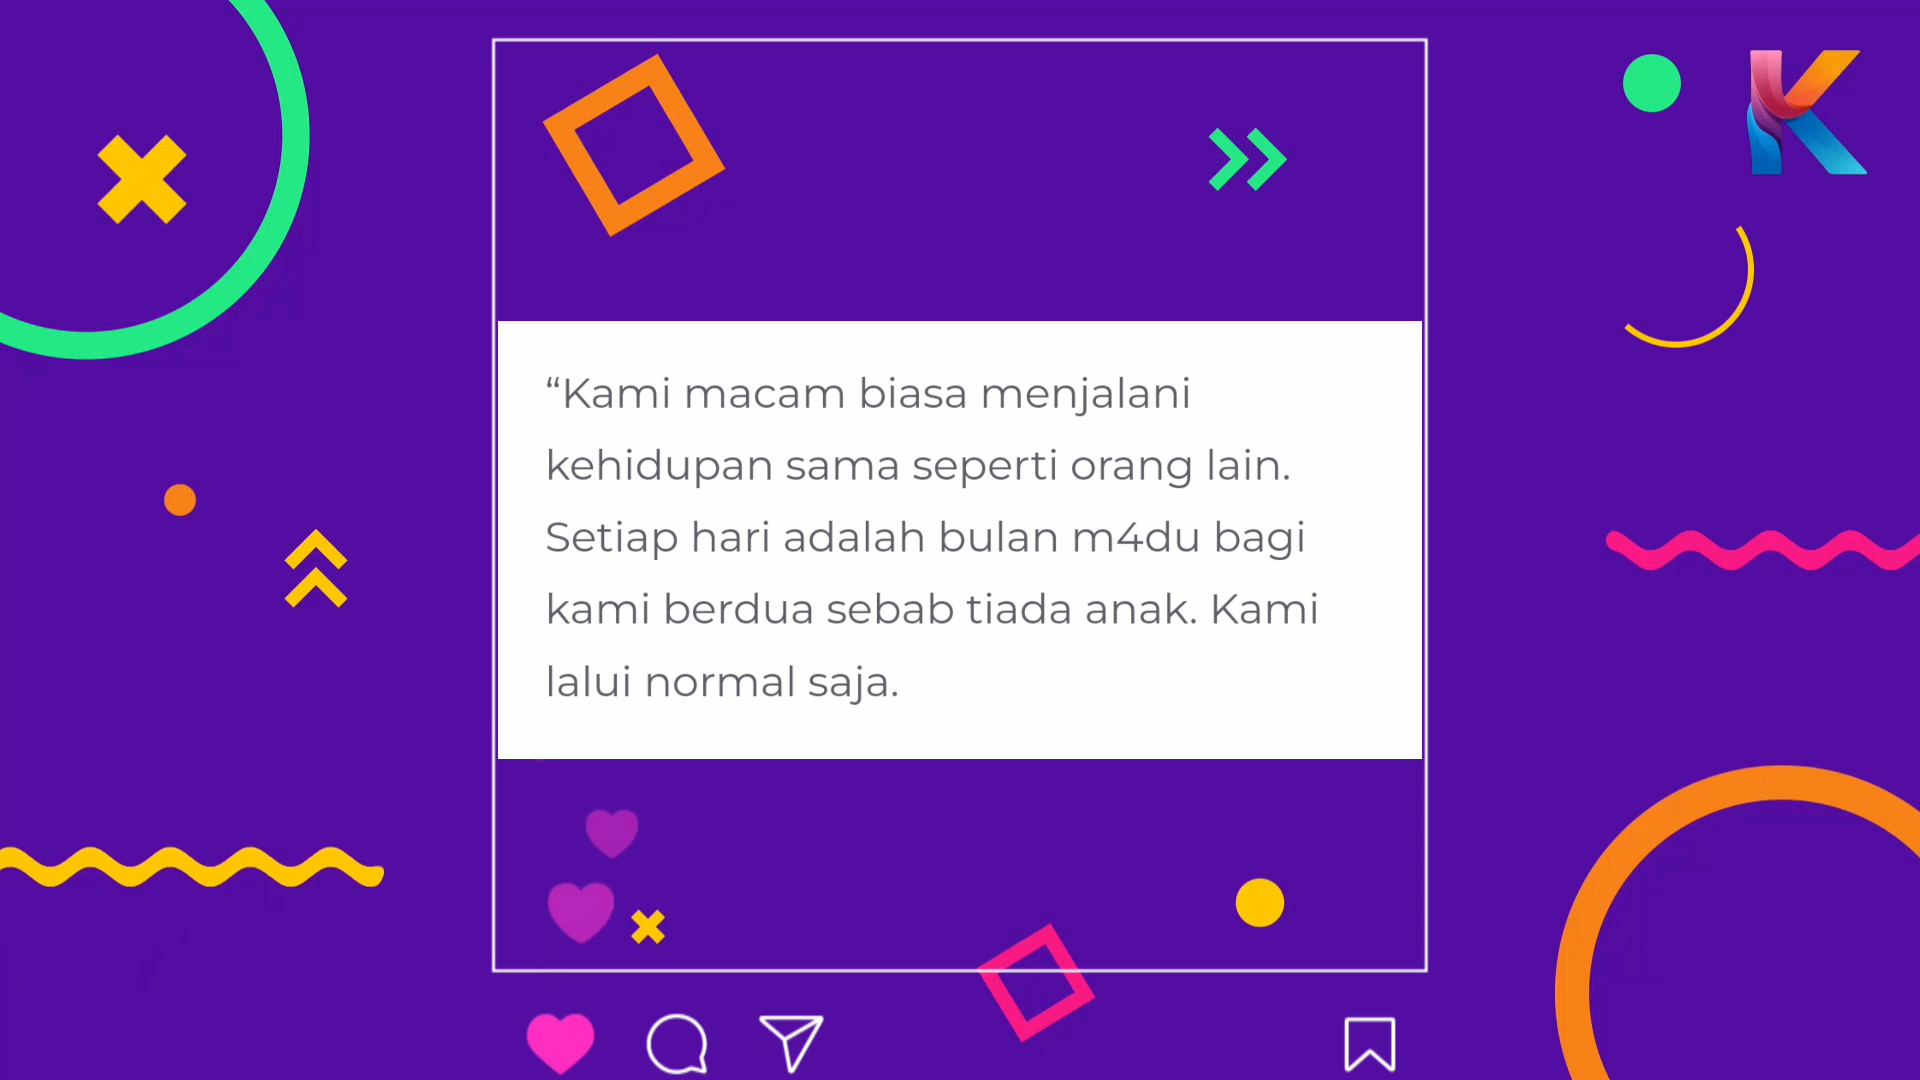 K
“Kami macam biasa menjalani
kehidupan sama seperti orang lain.
Setiap hari adalah bulan m4du bagi
kami berdua sebab tiada anak. Kami
lalui normal saja.